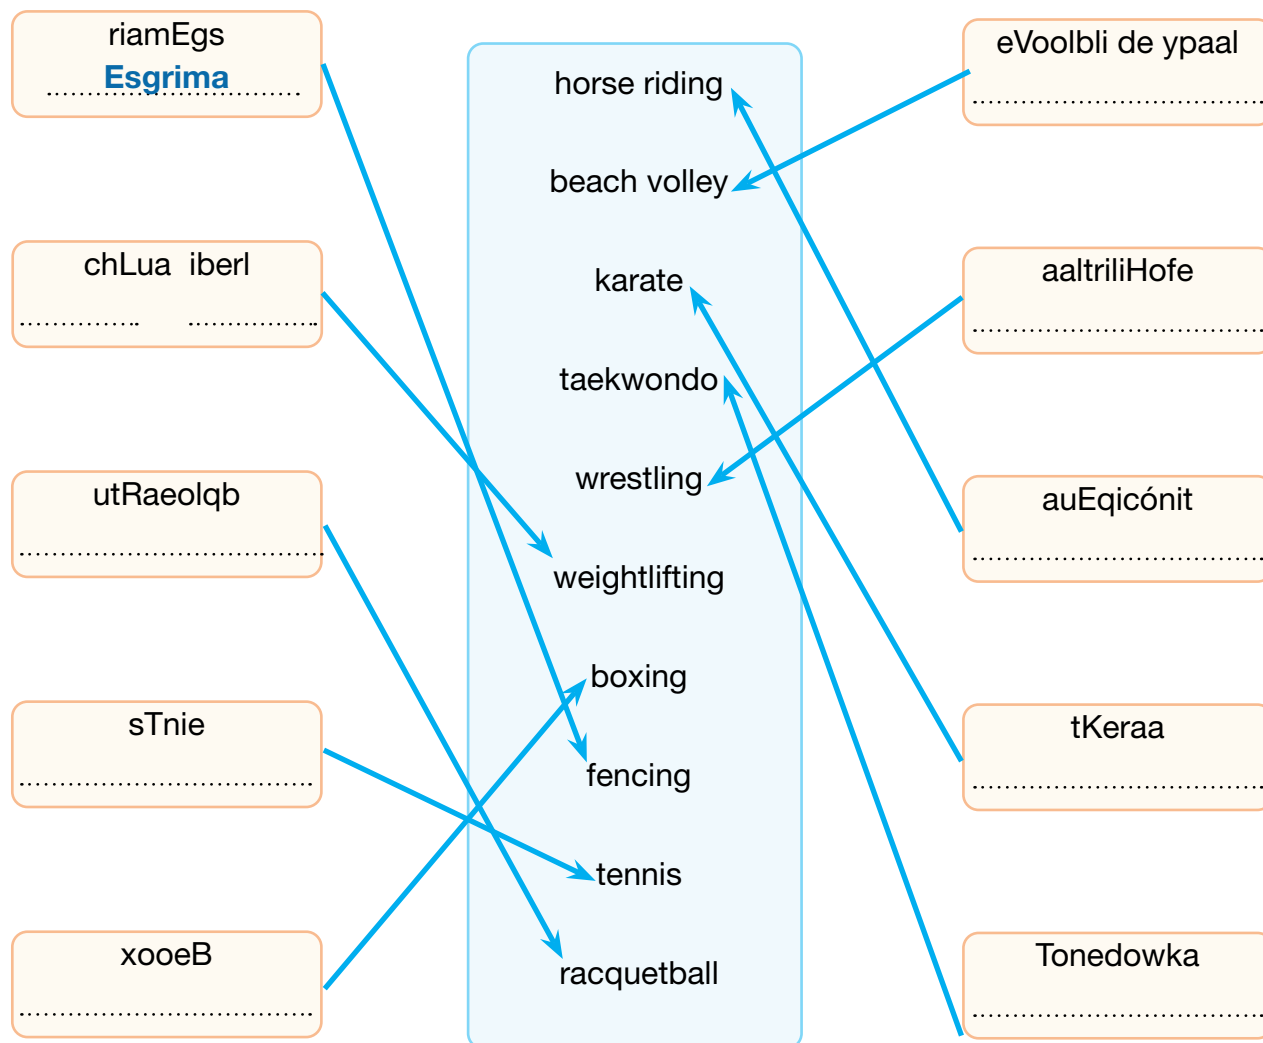 riamEgs
Esgrima
chLua iberl
utRaeolqb
sTnie
xooeB
horse riding
beach volley
karate
taekwondo
wrestling
weightlifting
boxing
fencing
tennis
racquetball
eVoolbli de ypaal
aaltriliHofe
auEqicónit
tKeraa
Tonedowka